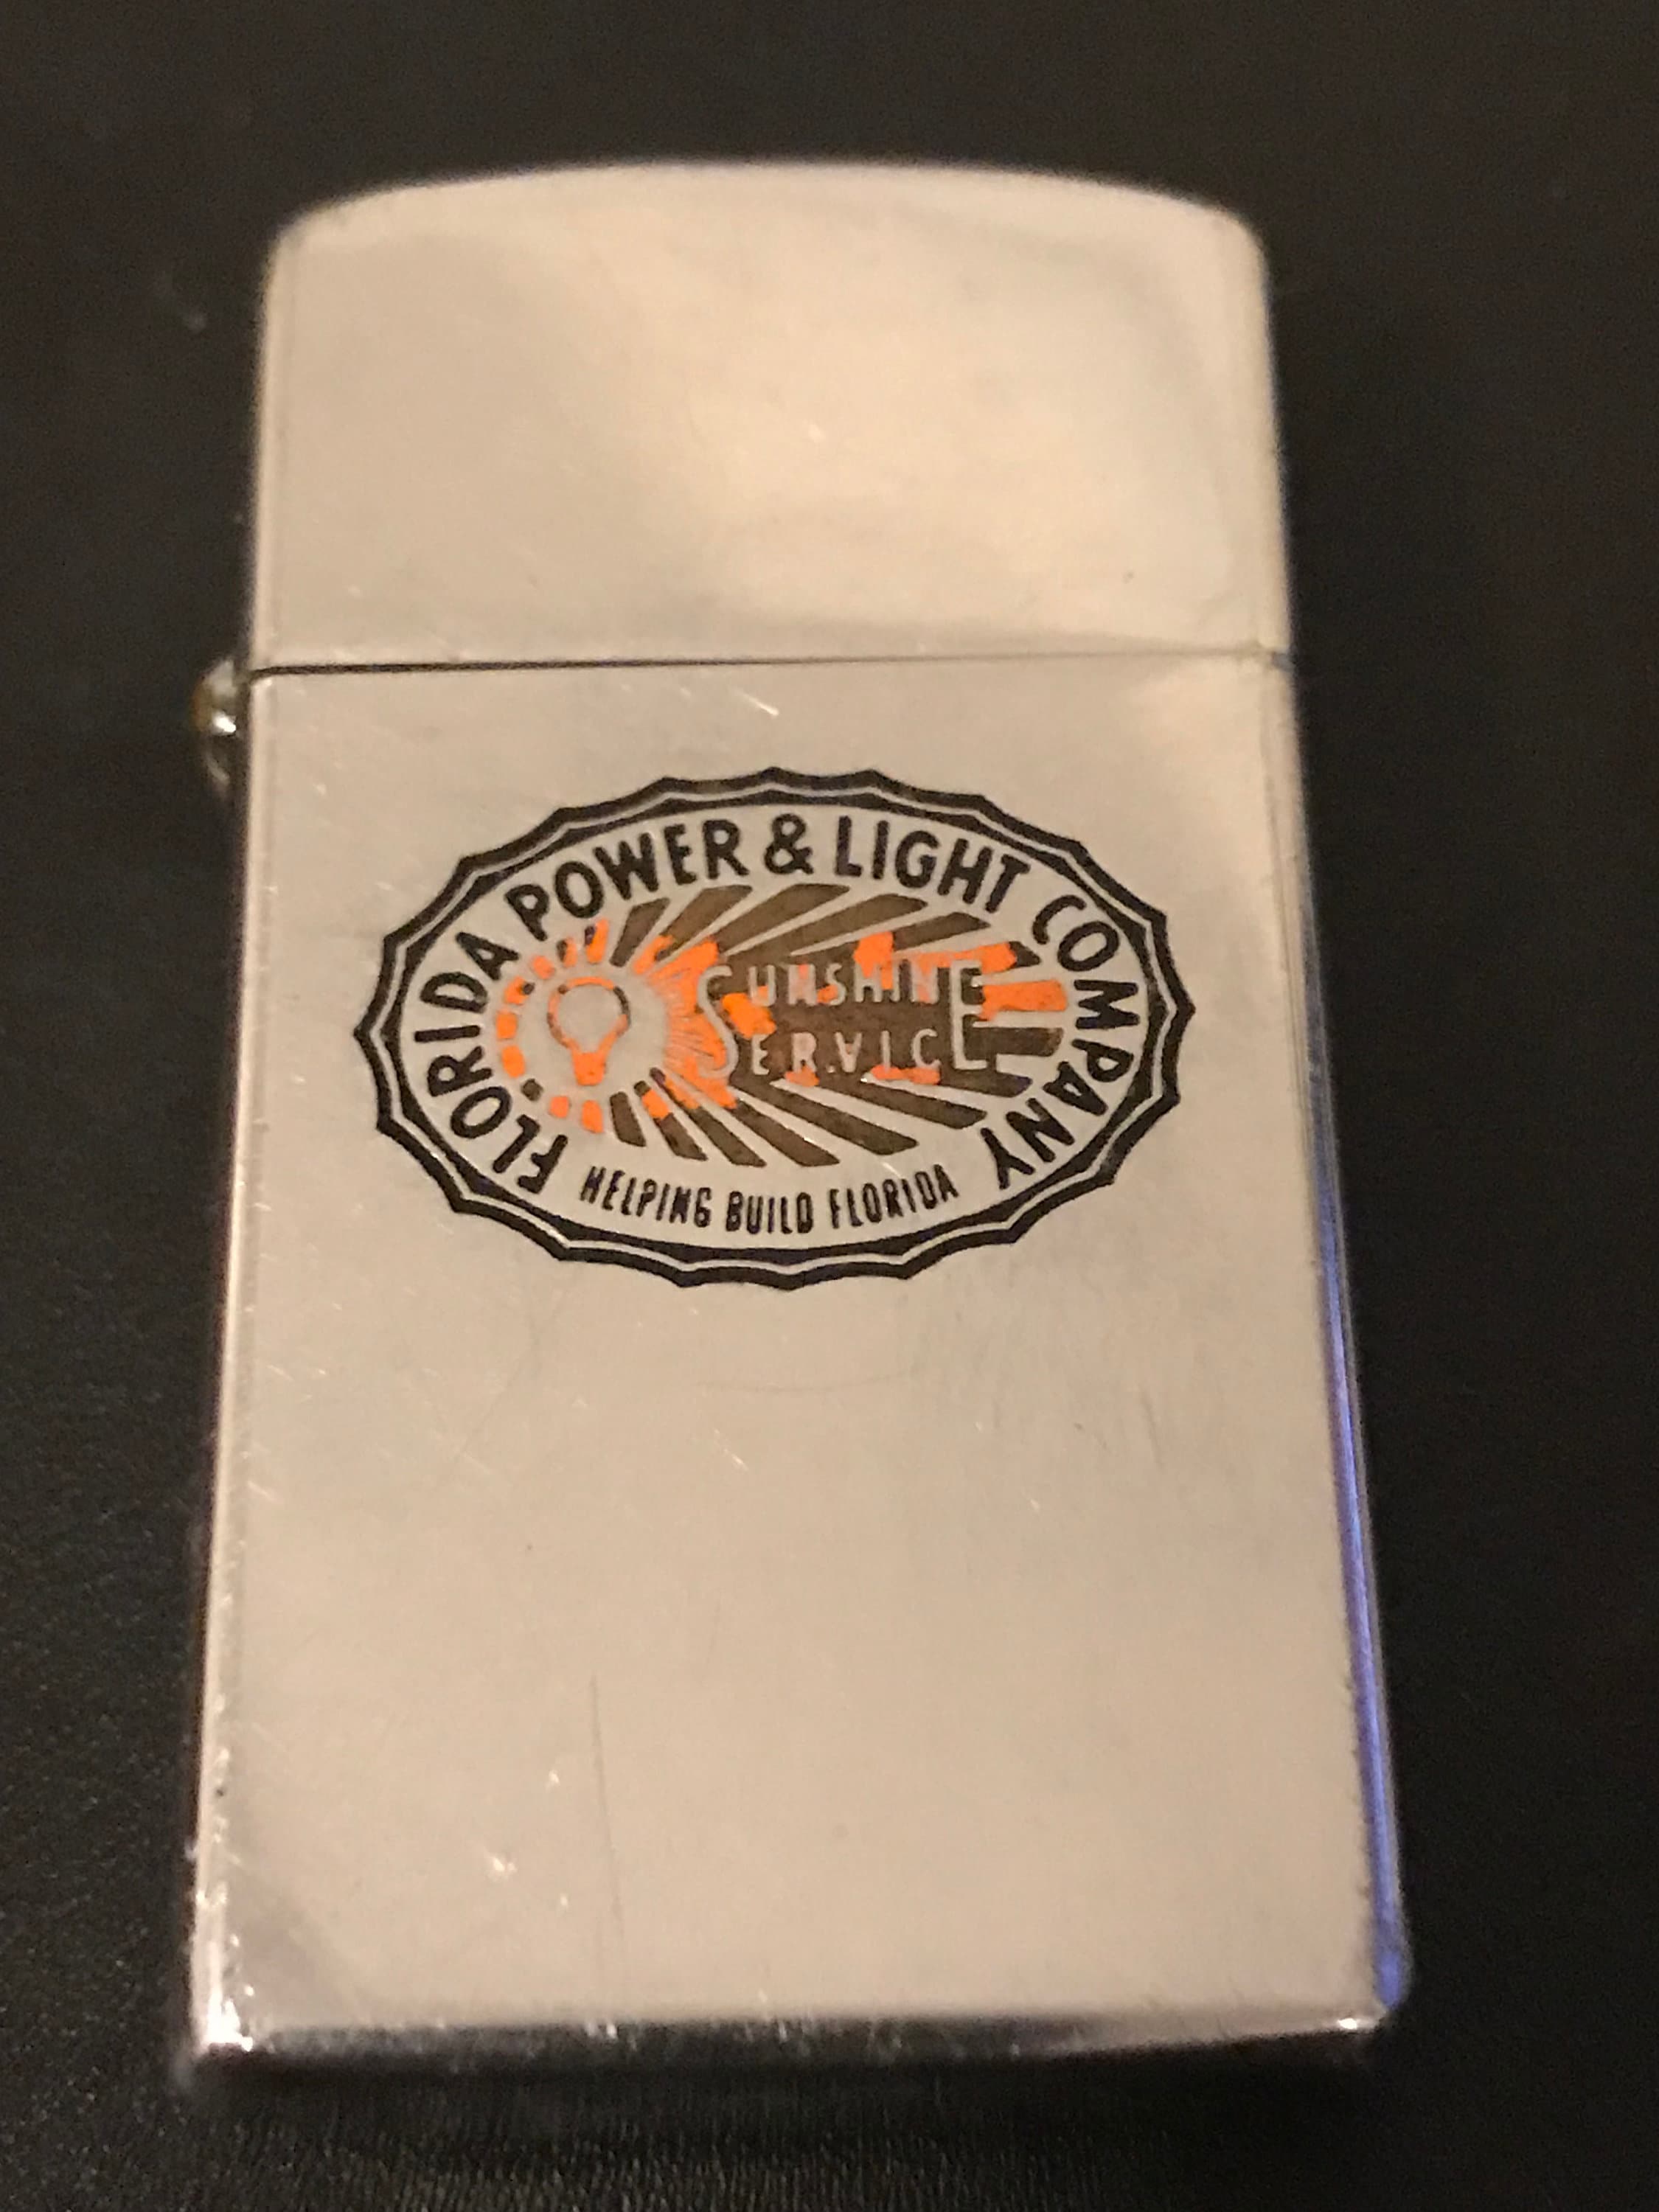 FLORIDA POWER & LIGHT COMPANY
SUNSHINE
SERVICE
HELPING BUILD FLORIDA